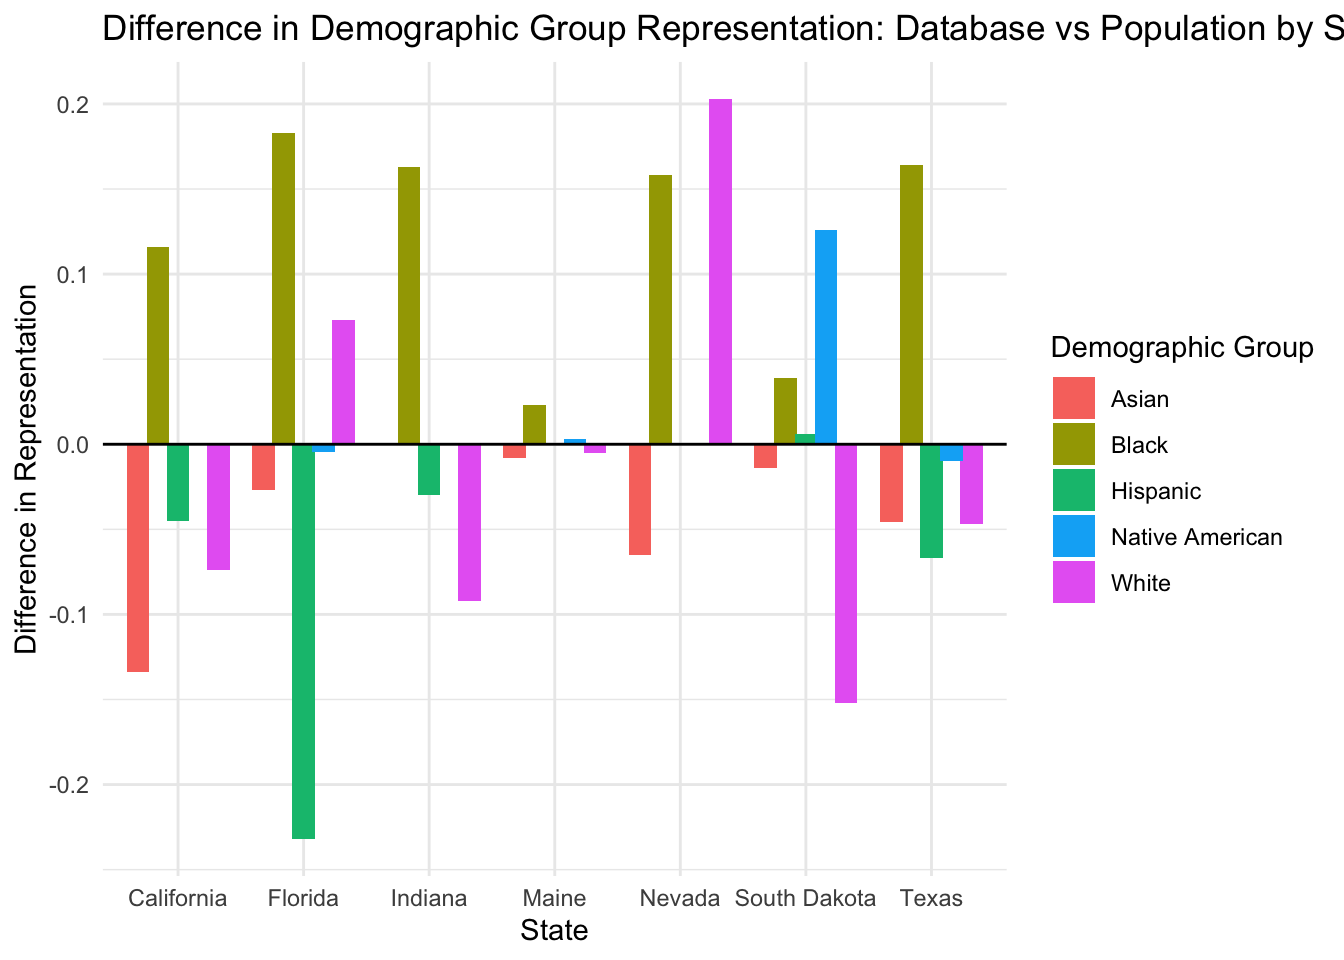 Difference in Demographic Group Representation: Database vs Population by S
0.2
0.1
0.0
-0.1
-0.2
Difference in Representation
California Florida Indiana Maine Nevada South Dakota Texas
State
Demographic Group
Asian
Black
Hispanic
Native American
White